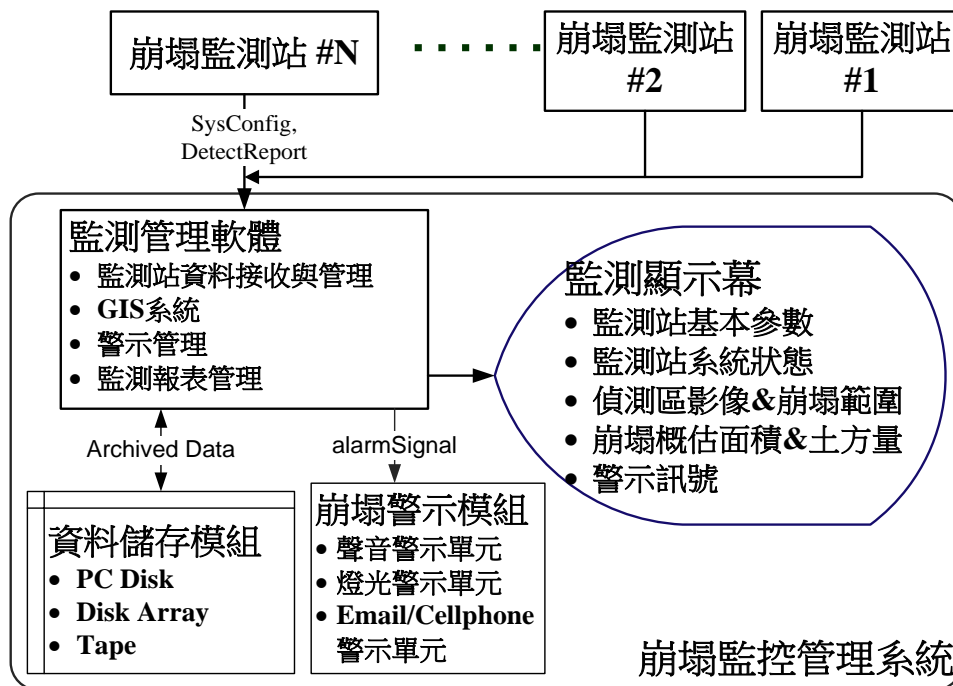 崩塌監測站 #N
崩塌監測站
#2
崩塌監測站
#1
SysConfig,
DetectReport
監測管理軟體
• 監測站資料接收與管理
• GIS系統
• 警示管理
• 監測報表管理
監測顯示幕
• 監測站基本參數
• 監測站系統狀態
• 偵測區影像&崩塌範圍
• 崩塌概估面積&土方量
• 警示訊號
Archived Data
alarmSignal
資料儲存模組
• PC Disk
• Disk Array
• Tape
崩塌警示模組
• 聲音警示單元
• 燈光警示單元
• Email/Cellphone
警示單元
崩塌監控管理系統